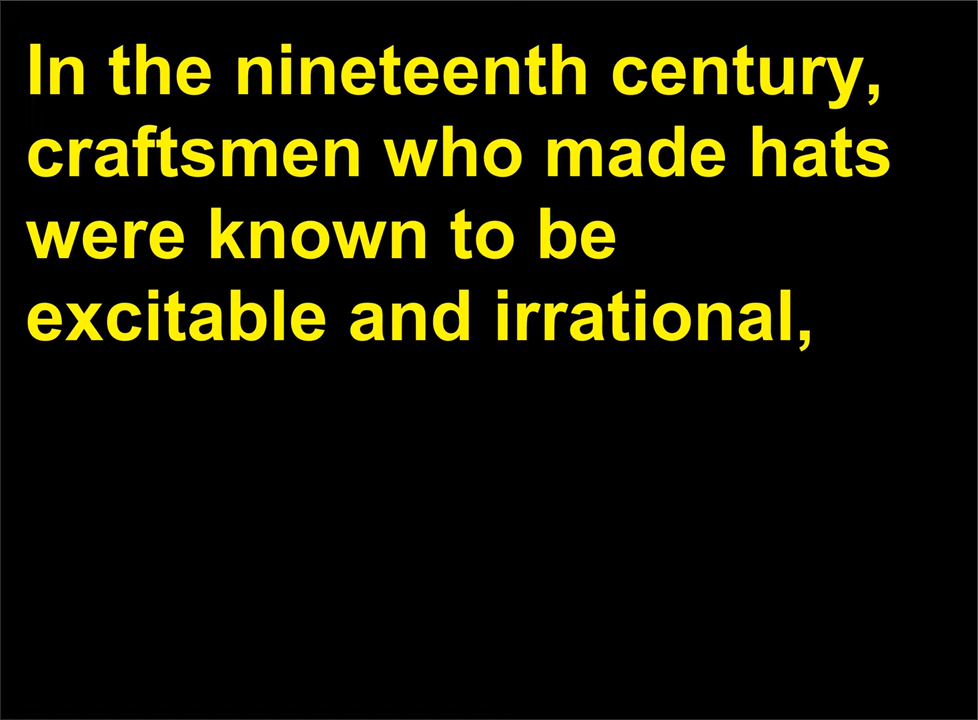 In the nineteenth century,
craftsmen who made hats
were known to be
excitable and irrational,